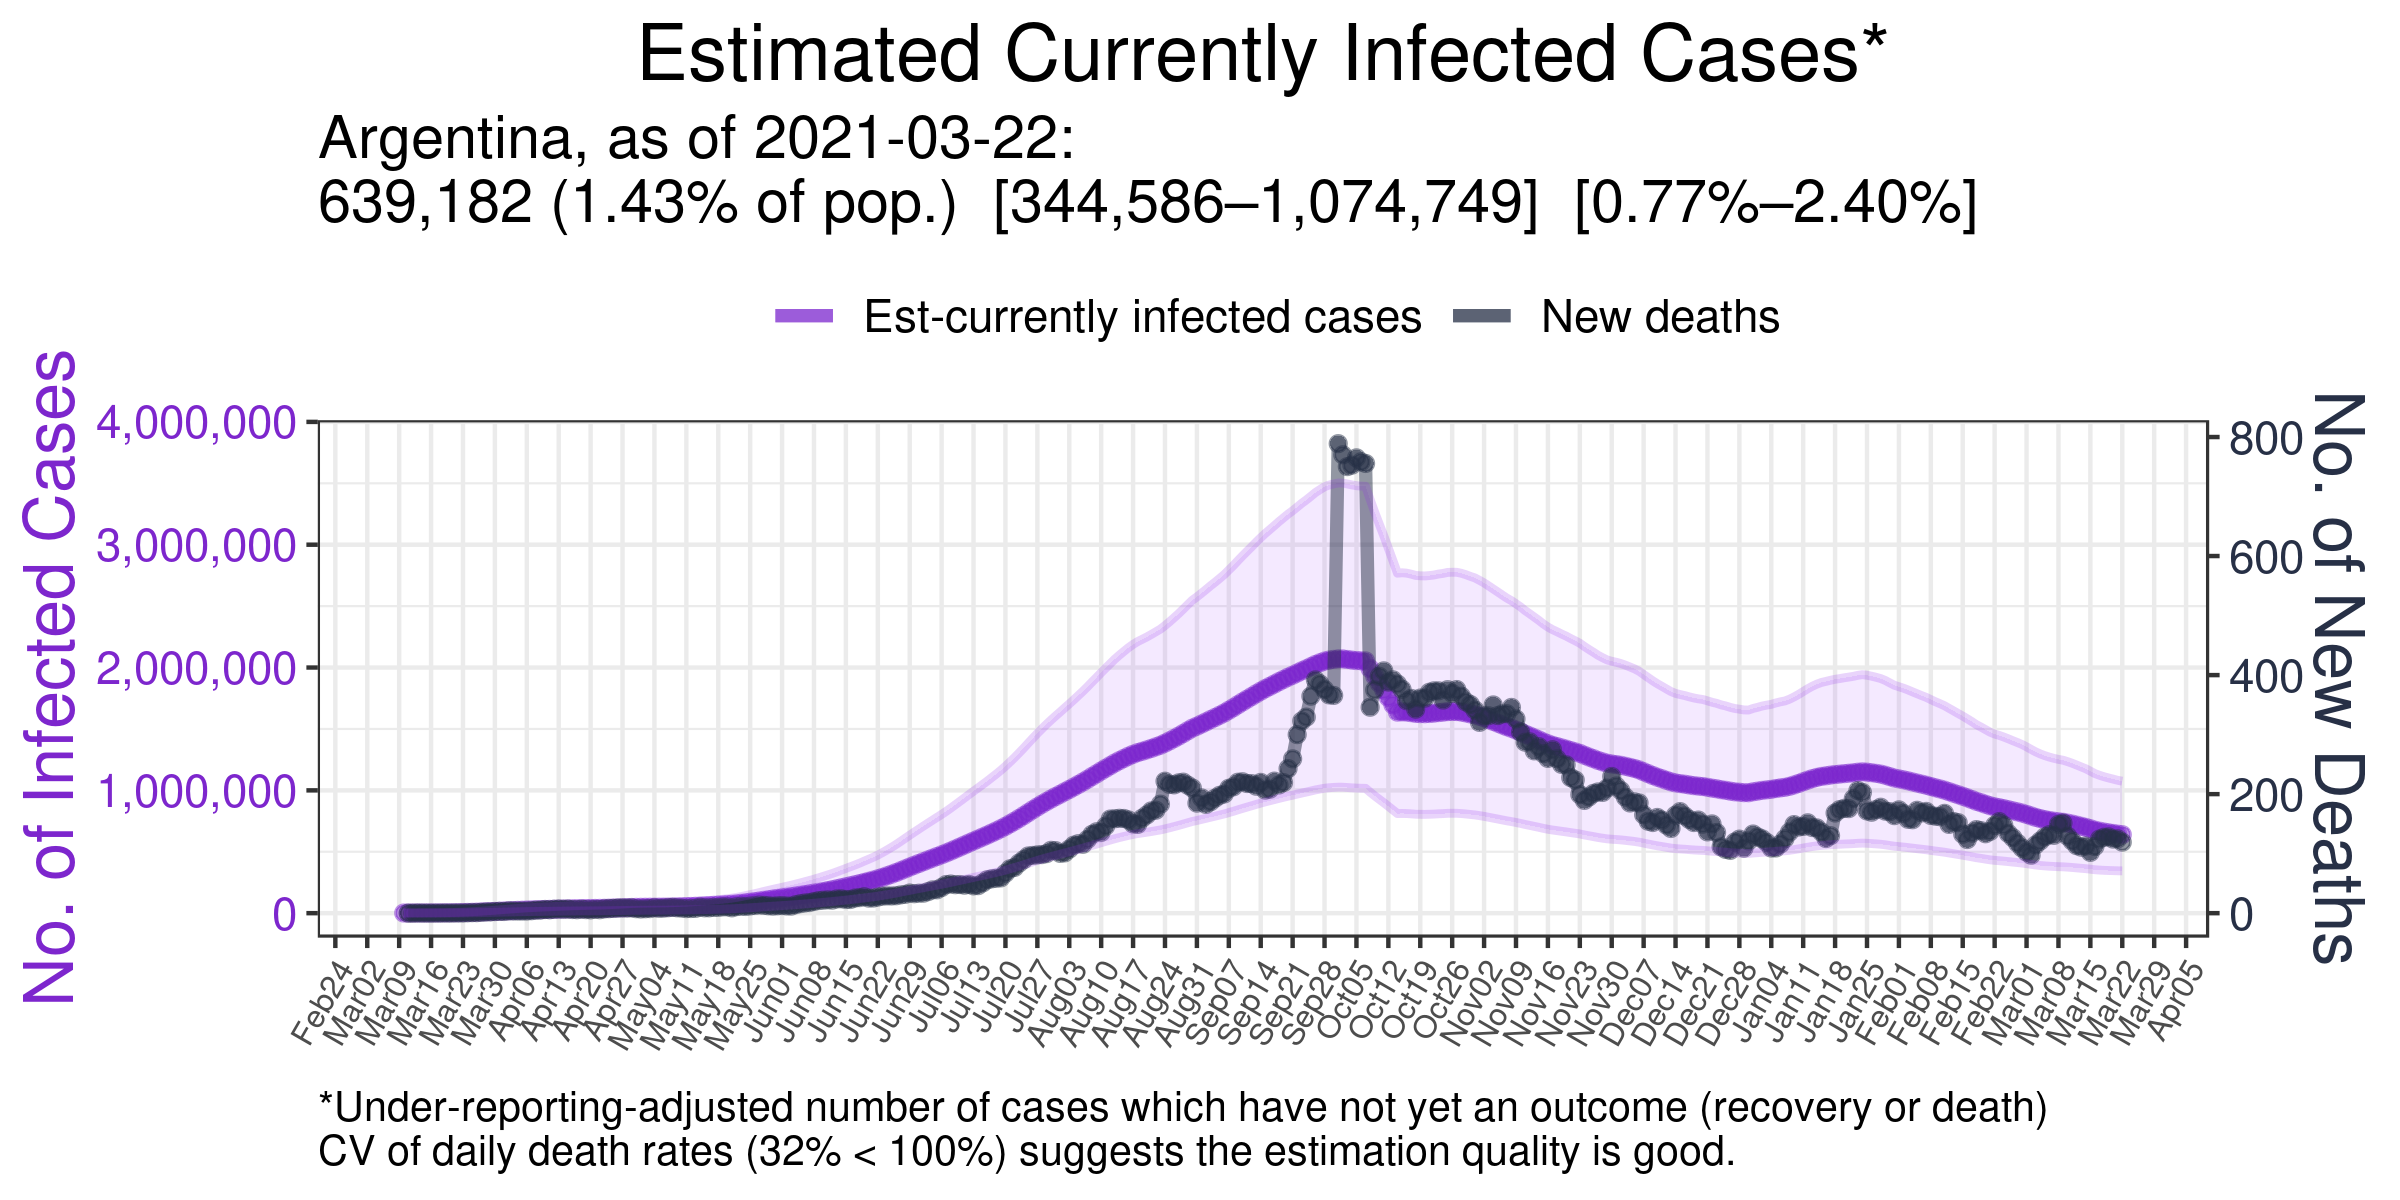 Estimated Currently Infected Cases*
Argentina, as of 2021-03-22:
639,182 (1.43% of pop.) [344,586–1,074,749] [0.77%–2.40%]
Est-currently infected cases
New deaths
No. of Infected Cases
4,000,000
3,000,000
2,000,000
1,000,000
0
800
600
400
200
0
No. of New Deaths
Feb24
Mar02
Mar09
Mar16
Mar23
Mar30
Apr06
Apr13
Apr20
Apr27
May04
May11
May18
May25
Jun01
Jun08
Jun15
Jun22
Jun29
Jul06
Jul13
Jul20
Jul27
Aug03
Aug10
Aug17
Aug24
Aug31
Sep07
Sep14
Sep21
Sep28
Oct05
Oct12
Oct19
Oct26
Nov02
Nov09
Nov16
Nov23
Nov30
Dec07
Dec14
Dec21
Dec28
Jan04
Jan11
Jan18
Jan25
Feb01
Feb08
Feb15
Feb22
Mar01
Mar08
Mar15
Mar22
Mar29
Apr05
*Under-reporting-adjusted number of cases which have not yet an outcome (recovery or death)
CV of daily death rates (32% < 100%) suggests the estimation quality is good.